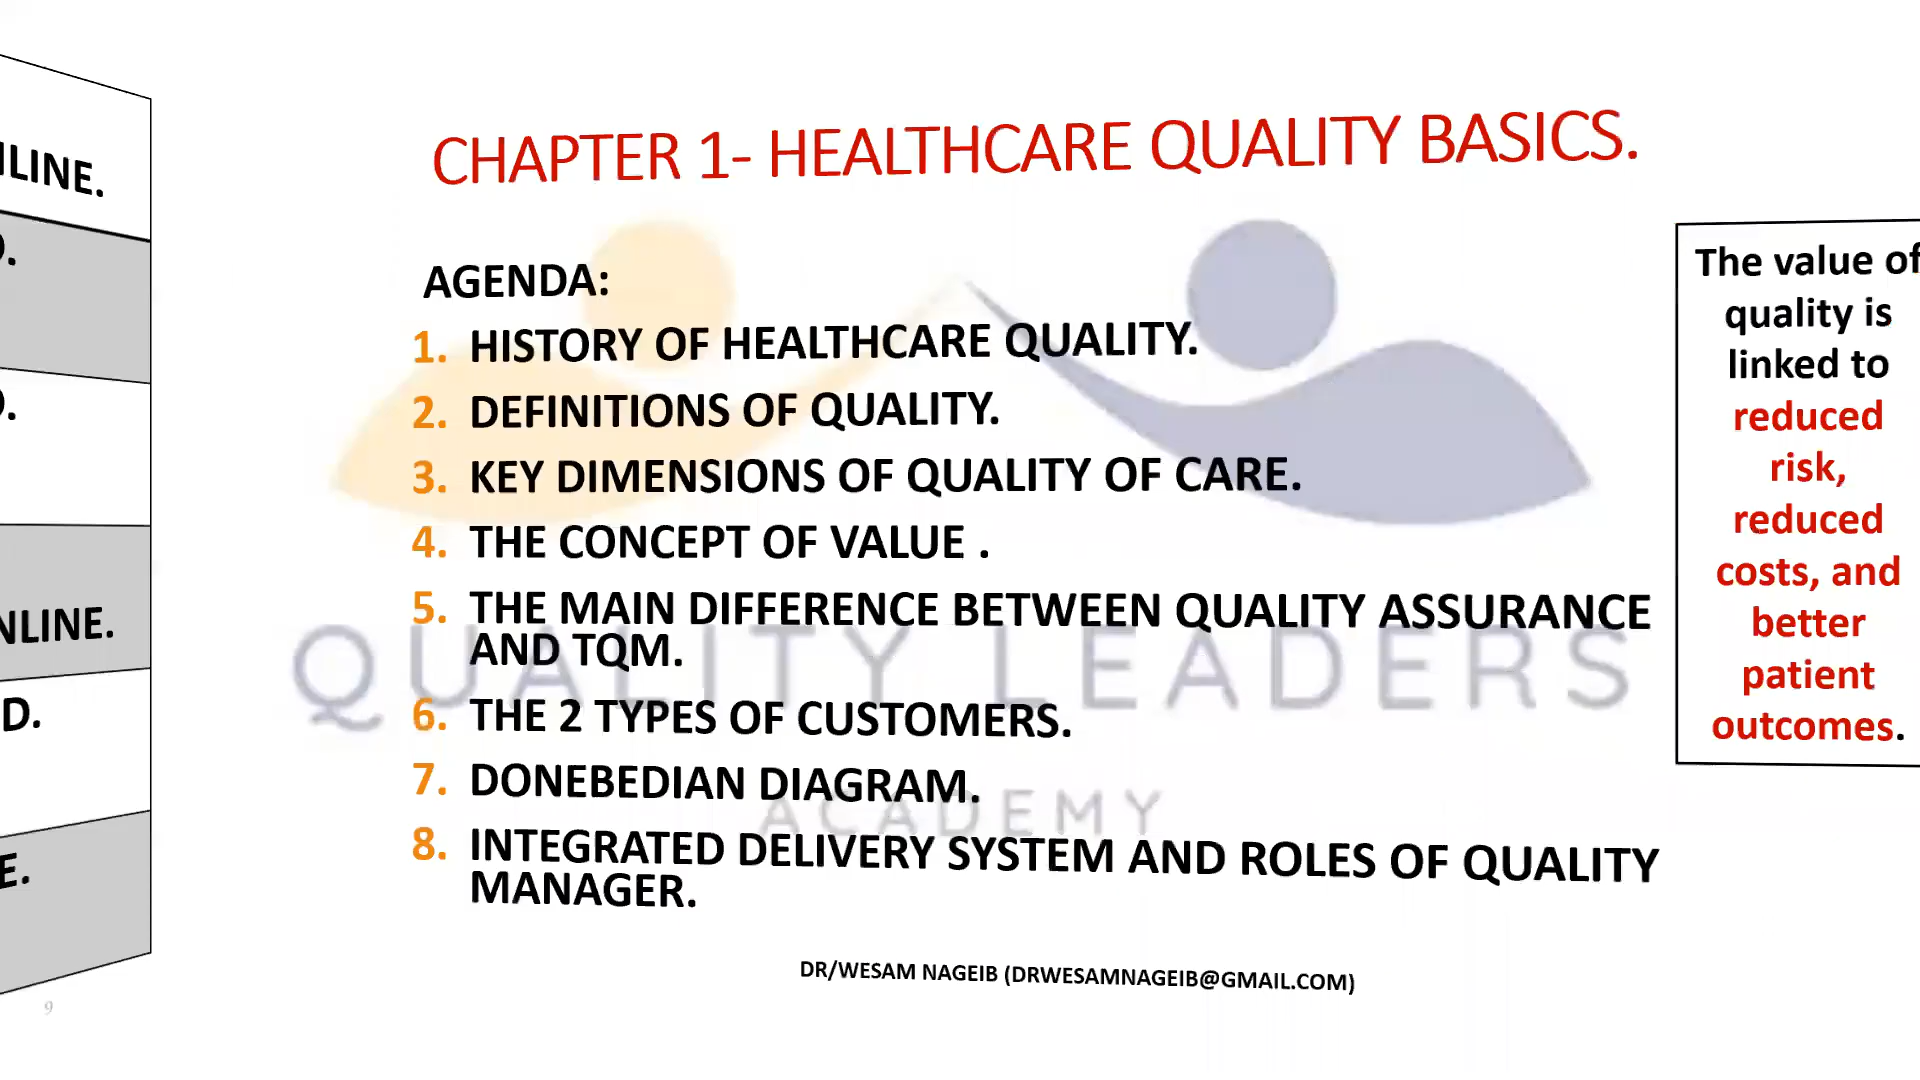 NLINE.
D.
D.
NLINE.
D.
E.
9
CHAPTER 1- HEALTHCARE QUALITY BASICS.
AGENDA:
1. HISTORY OF HEALTHCARE QUALITY.
2. DEFINITIONS OF QUALITY.
3. KEY DIMENSIONS OF QUALITY OF CARE.
4. THE CONCEPT OF VALUE .
5. THE MAIN DIFFERENCE BETWEEN QUALITY ASSURANCE
AND TQM.
6. THE 2 TYPES OF CUSTOMERS.
7. DONEBEDIAN DIAGRAM.
8. INTEGRATED DELIVERY SYSTEM AND ROLES OF QUALITY
MANAGER.
QUALITY LEADERS
ACADEMY
DR/WESAM NAGEIB (DRWESAMNAGEIB@GMAIL.COM)
The value of
quality is
linked to
reduced
risk,
reduced
costs, and
better
patient
outcomes.